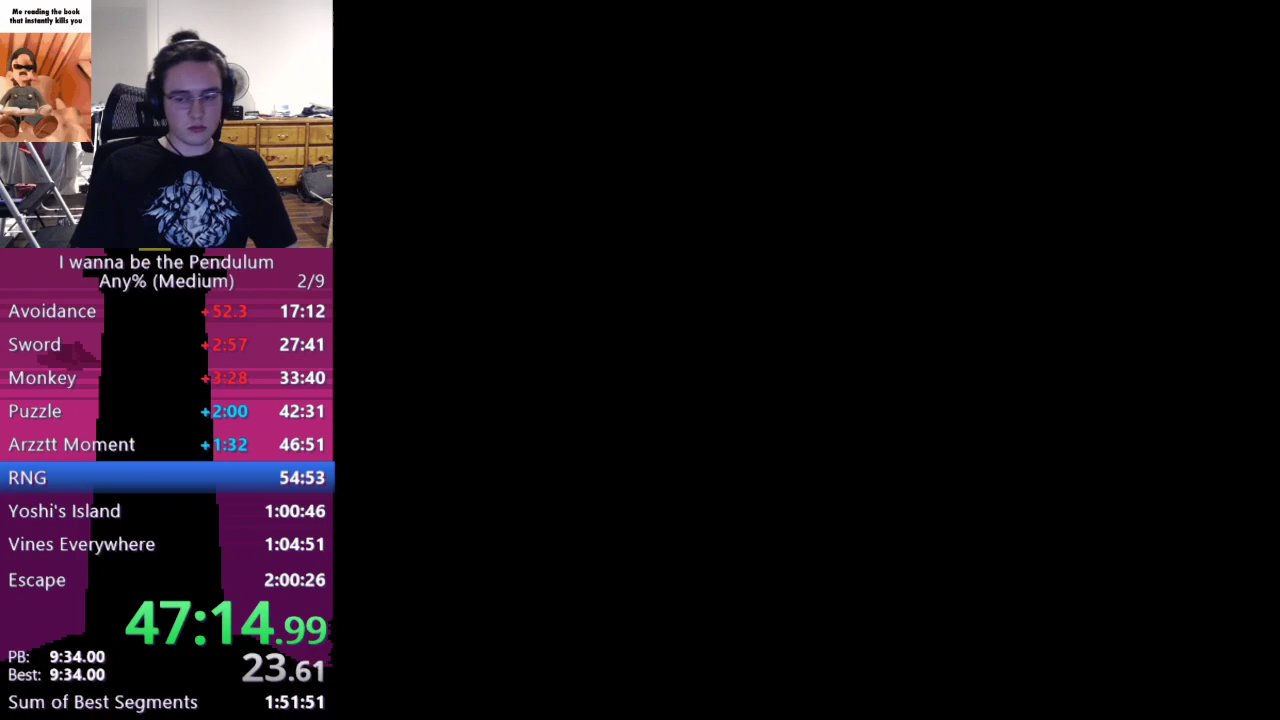 Me reading the book
that instantly kills you
I wanna be the Pendulum
Any% (Medium) 2/9
Avoidance +52.3 17:12
Sword +2:57 27:41
Monkey +3:28 33:40
Puzzle +2:00 42:31
Arzztt Moment +1:32 46:51
RNG 54:53
Yoshi's Island 1:00:46
Vines Everywhere 1:04:51
Escape 2:00:26
47:14.99
PB: 9:34.00
Best: 9:34.00
23.61
Sum of Best Segments 1:51:51